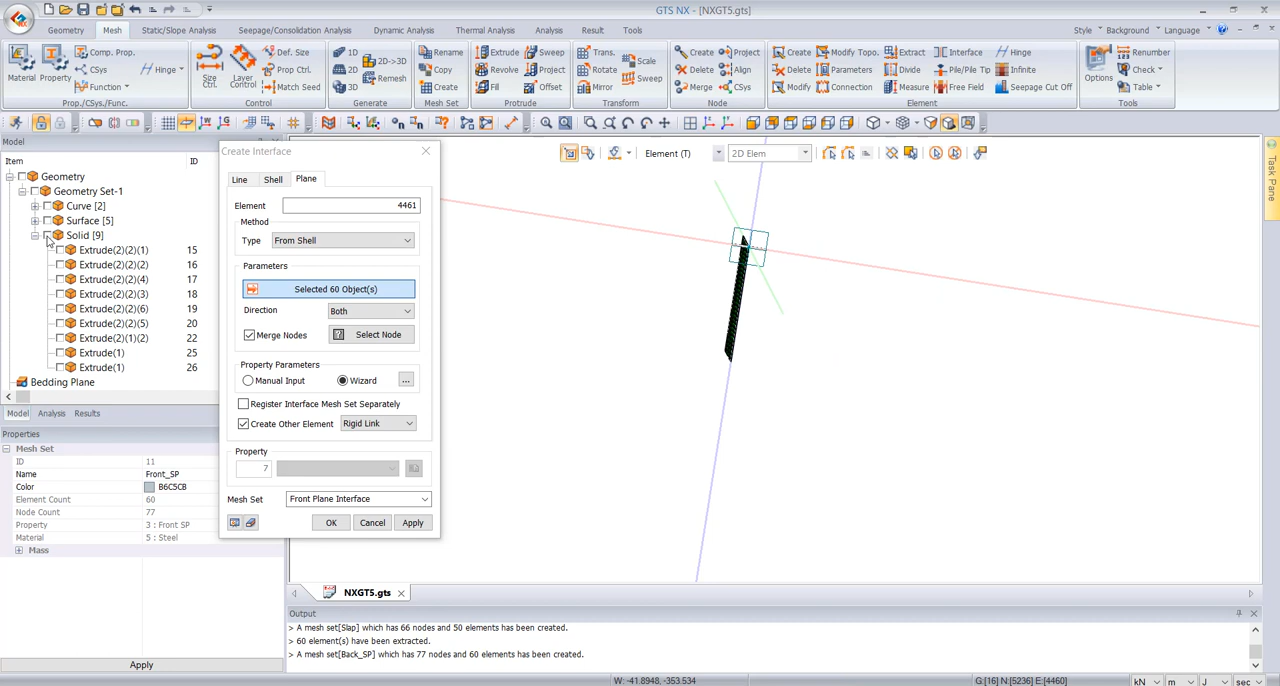 GTS NX - [NXGT5.gts]
Geometry Mesh Static/Slope Analysis Seepage/Consolidation Analysis Dynamic Analysis Thermal Analysis Analysis Result Tools Style Background Language
Comp. Prop. Def. Size 1D 2D->3D Rename Extrude Sweep Trans. Scale Create Project Create Modify Topo. Extract Interface Hinge Renumber
Material Property CSys Hinge Size Ctrl. Layer Control Prop Ctrl. 2D Remesh Copy Revolve Project Rotate Sweep Delete Align Delete Parameters Divide Pile/Pile Tip Infinite Options Check
Function Match Seed 3D Create Fill Offset Mirror Merge CSys Modify Connection Measure Free Field Seepage Cut Off Table
Prop./CSys./Func. Control Generate Mesh Set Protrude Transform Node Element Tools
Model
Item ID
Geometry
Geometry Set-1
Curve [2]
Surface [5]
Solid [9]
Extrude(2)(2)(1) 15
Extrude(2)(2)(2) 16
Extrude(2)(2)(4) 17
Extrude(2)(2)(3) 18
Extrude(2)(2)(6) 19
Extrude(2)(2)(5) 20
Extrude(2)(1)(2) 22
Extrude(1) 25
Extrude(1) 26
Bedding Plane
Model Analysis Results
Properties
Mesh Set
ID 11
Name Front_SP
Color B6C5CB
Element Count 60
Node Count 77
Property 3 : Front SP
Material 5 : Steel
Mass
Apply
Create Interface
Line Shell Plane
Element 4461
Method
Type From Shell
Parameters
Selected 60 Object(s)
Direction Both
Merge Nodes Select Node
Property Parameters
Manual Input Wizard ...
Register Interface Mesh Set Separately
Create Other Element Rigid Link
Property
7
Mesh Set Front Plane Interface
OK Cancel Apply
Element (T) 2D Elem
Task Pane
NXGT5.gts
Output
> A mesh set[Slap] which has 66 nodes and 50 elements has been created.
> 60 element(s) have been extracted.
> A mesh set[Back_SP] which has 77 nodes and 60 elements has been created.
W: -41.8948, -353.534 G:[16] N:[5236] E:[4460] kN m J sec